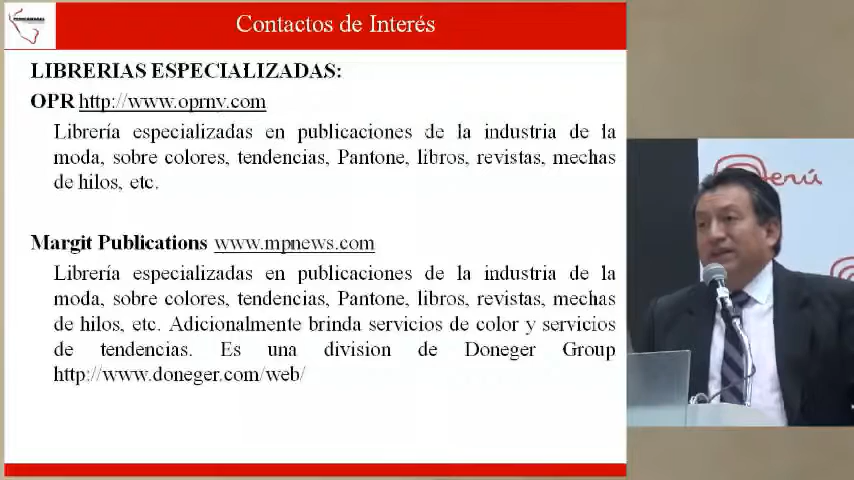 Contactos de Interés
LIBRERIAS ESPECIALIZADAS:
OPR http://www.oprny.com
Librería especializadas en publicaciones de la industria de la
moda, sobre colores, tendencias, Pantone, libros, revistas, mechas
de hilos, etc.
Margit Publications www.mpnews.com
Librería especializadas en publicaciones de la industria de la
moda, sobre colores, tendencias, Pantone, libros, revistas, mechas
de hilos, etc. Adicionalmente brinda servicios de color y servicios
de tendencias. Es una division de Doneger Group
http://www.doneger.com/web/
Perú